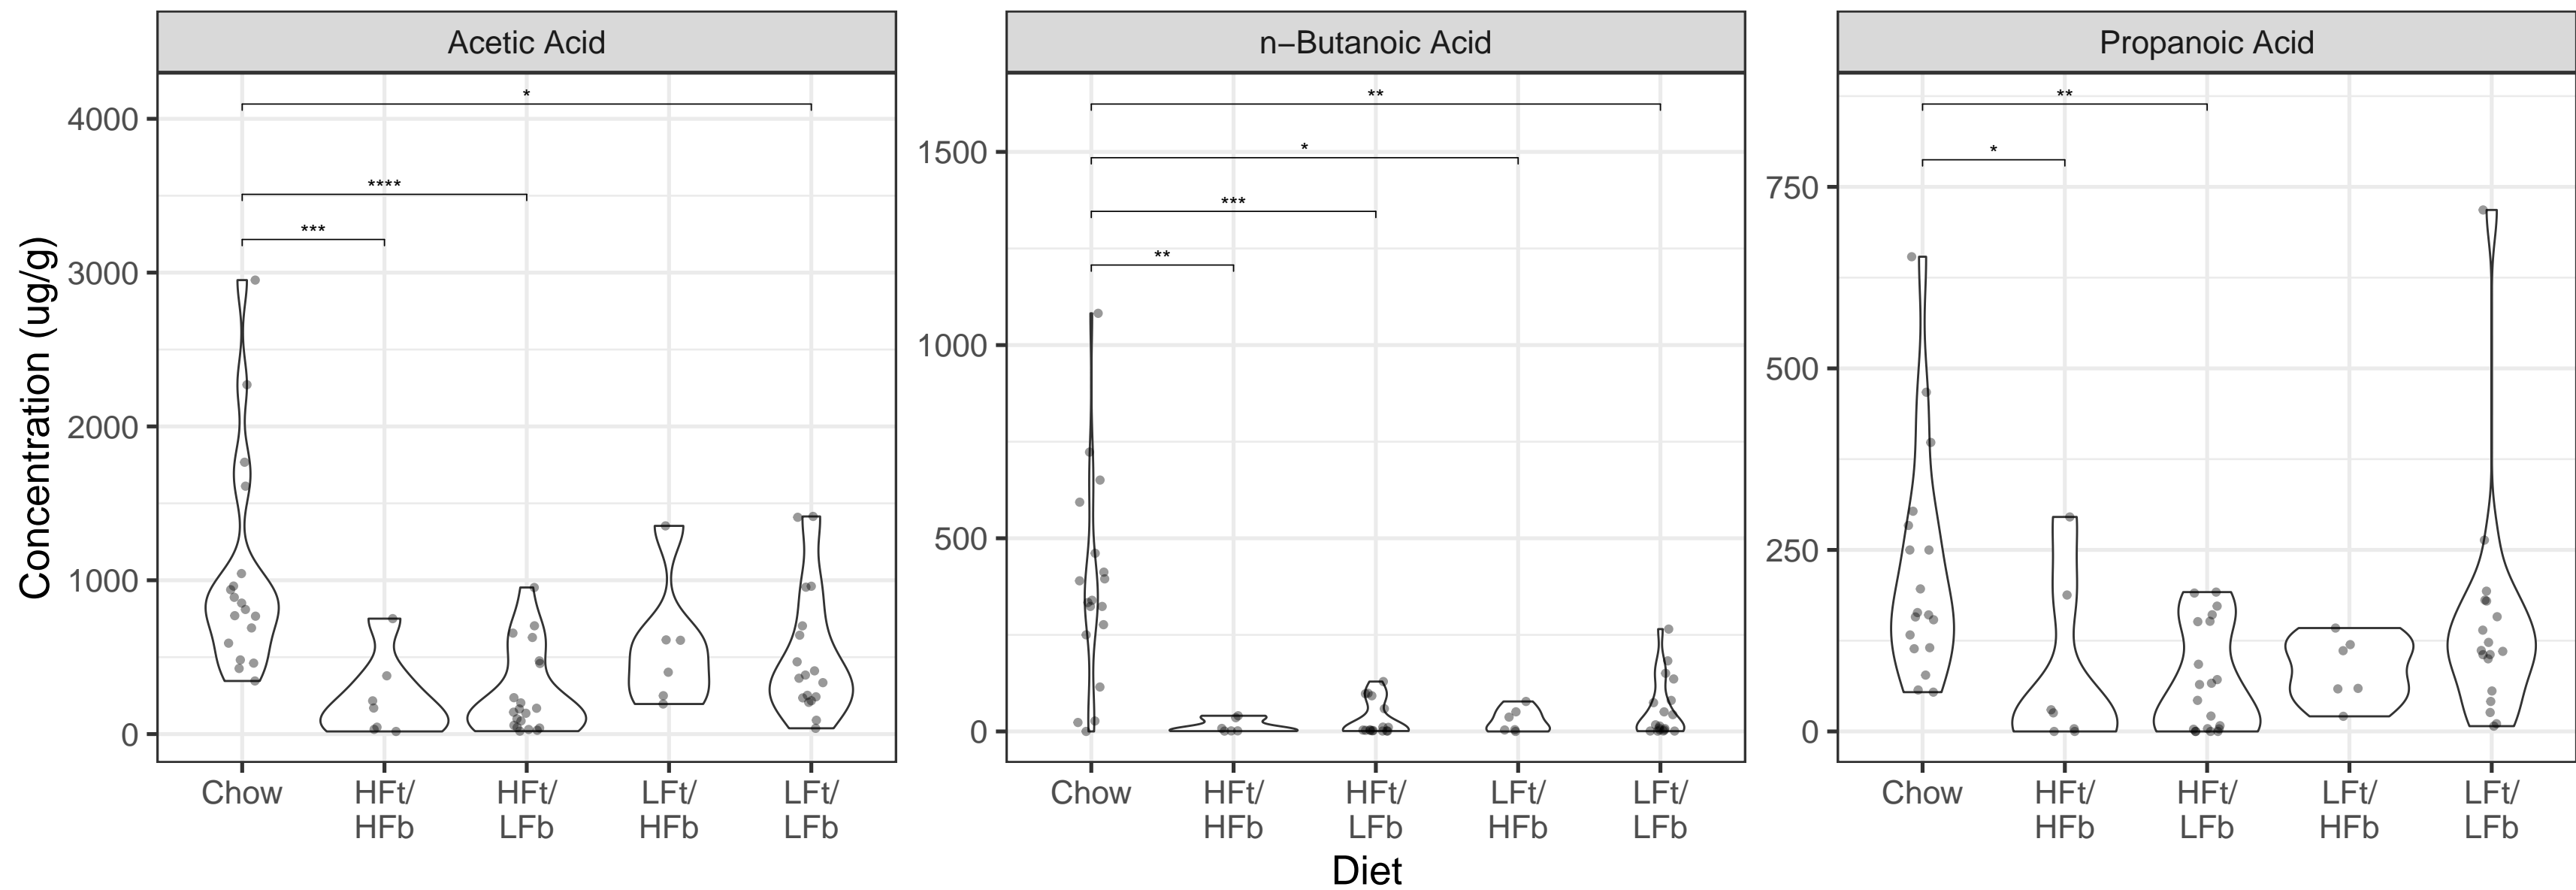 Acetic Acid
n−Butanoic Acid
Propanoic Acid
Concentration (ug/g)
4000
3000
2000
1000
0
*
****
***
1500
1000
500
0
**
*
***
**
750
500
250
0
**
*
Chow HFt/ HFt/ LFt/ LFt/
HFb LFb HFb LFb
Chow HFt/ HFt/ LFt/ LFt/
HFb LFb HFb LFb
Chow HFt/ HFt/ LFt/ LFt/
HFb LFb HFb LFb
Diet